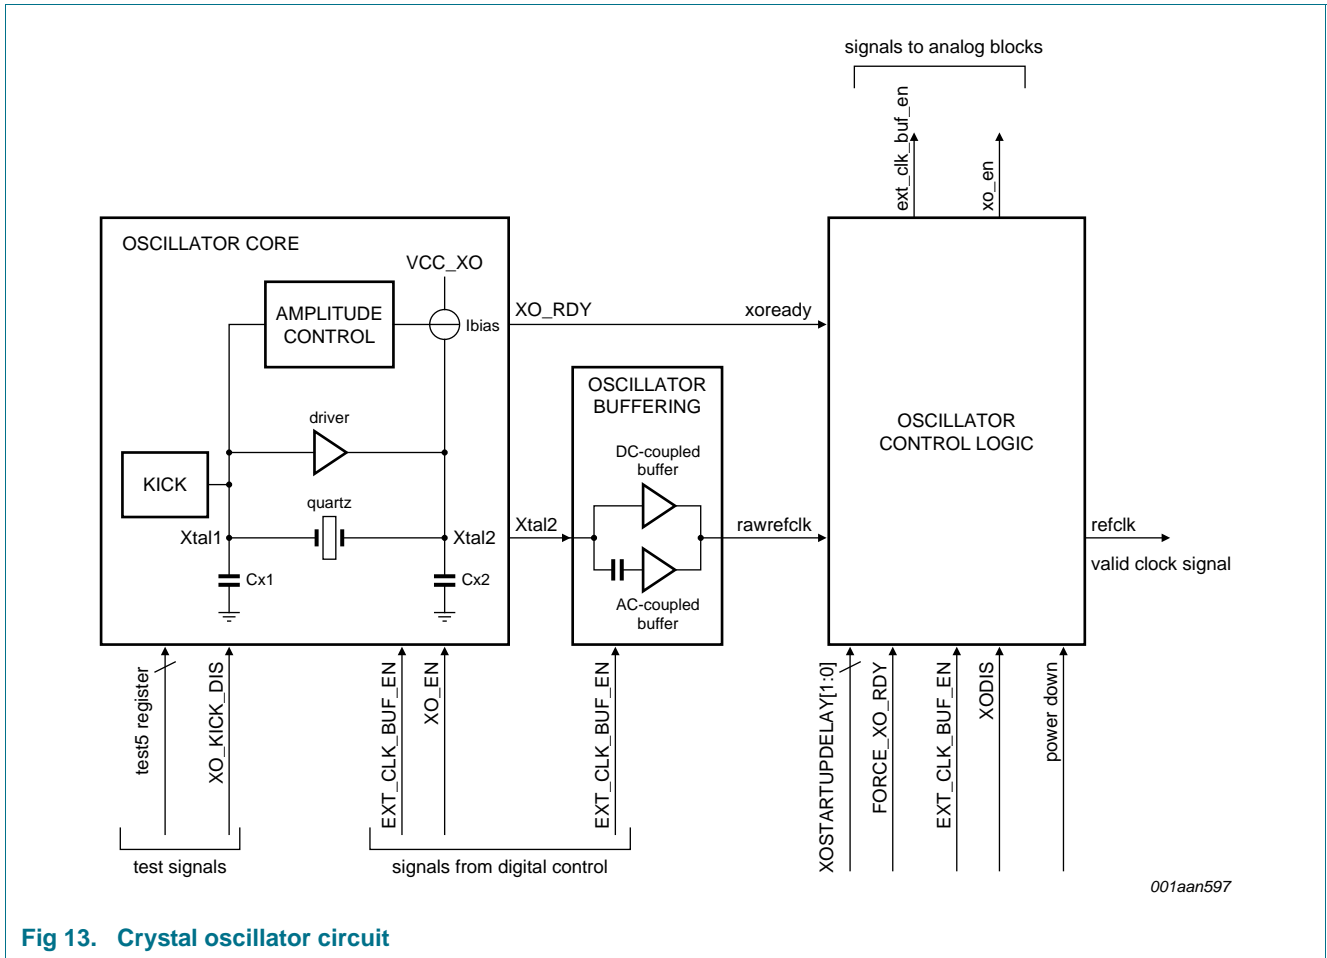 signals to analog blocks
ext_clk_buf_en
xo_en
OSCILLATOR CORE
VCC_XO
AMPLITUDE
CONTROL
Ibias
XO_RDY
xoready
OSCILLATOR
BUFFERING
driver
DC-coupled
buffer
OSCILLATOR
CONTROL LOGIC
KICK
quartz
Xtal1
Xtal2
Xtal2
rawrefclk
refclk
valid clock signal
Cx1
Cx2
AC-coupled
buffer
test5 register
XO_KICK_DIS
EXT_CLK_BUF_EN
XO_EN
EXT_CLK_BUF_EN
XOSTARTUPDELAY[1:0]
FORCE_XO_RDY
EXT_CLK_BUF_EN
XODIS
power down
test signals
signals from digital control
001aan597
Fig 13. Crystal oscillator circuit